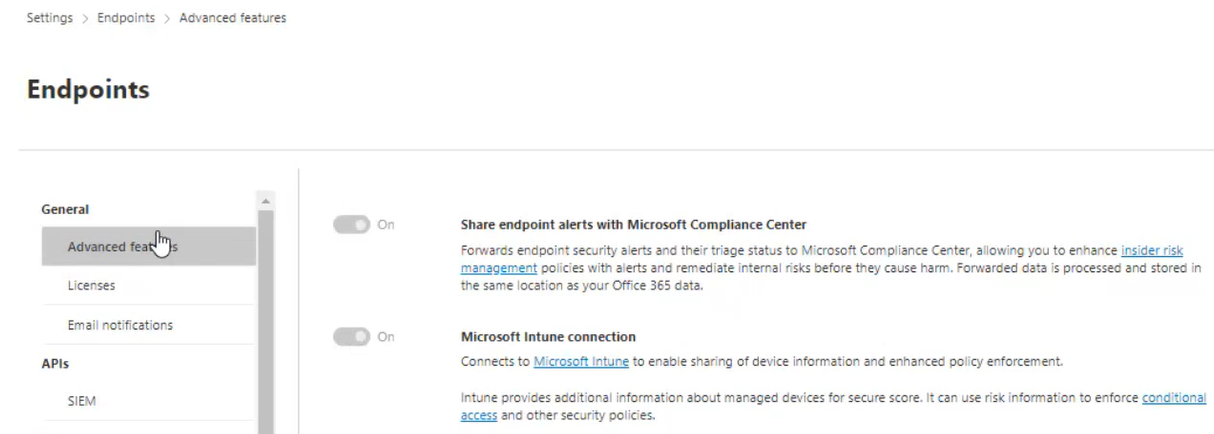 Settings > Endpoints > Advanced features
Endpoints
General
Advanced features
Licenses
Email notifications
APIs
SIEM
On
Share endpoint alerts with Microsoft Compliance Center
Forwards endpoint security alerts and their triage status to Microsoft Compliance Center, allowing you to enhance insider risk
management policies with alerts and remediate internal risks before they cause harm. Forwarded data is processed and stored in
the same location as your Office 365 data.
On
Microsoft Intune connection
Connects to Microsoft Intune to enable sharing of device information and enhanced policy enforcement.
Intune provides additional information about managed devices for secure score. It can use risk information to enforce conditional
access and other security policies.